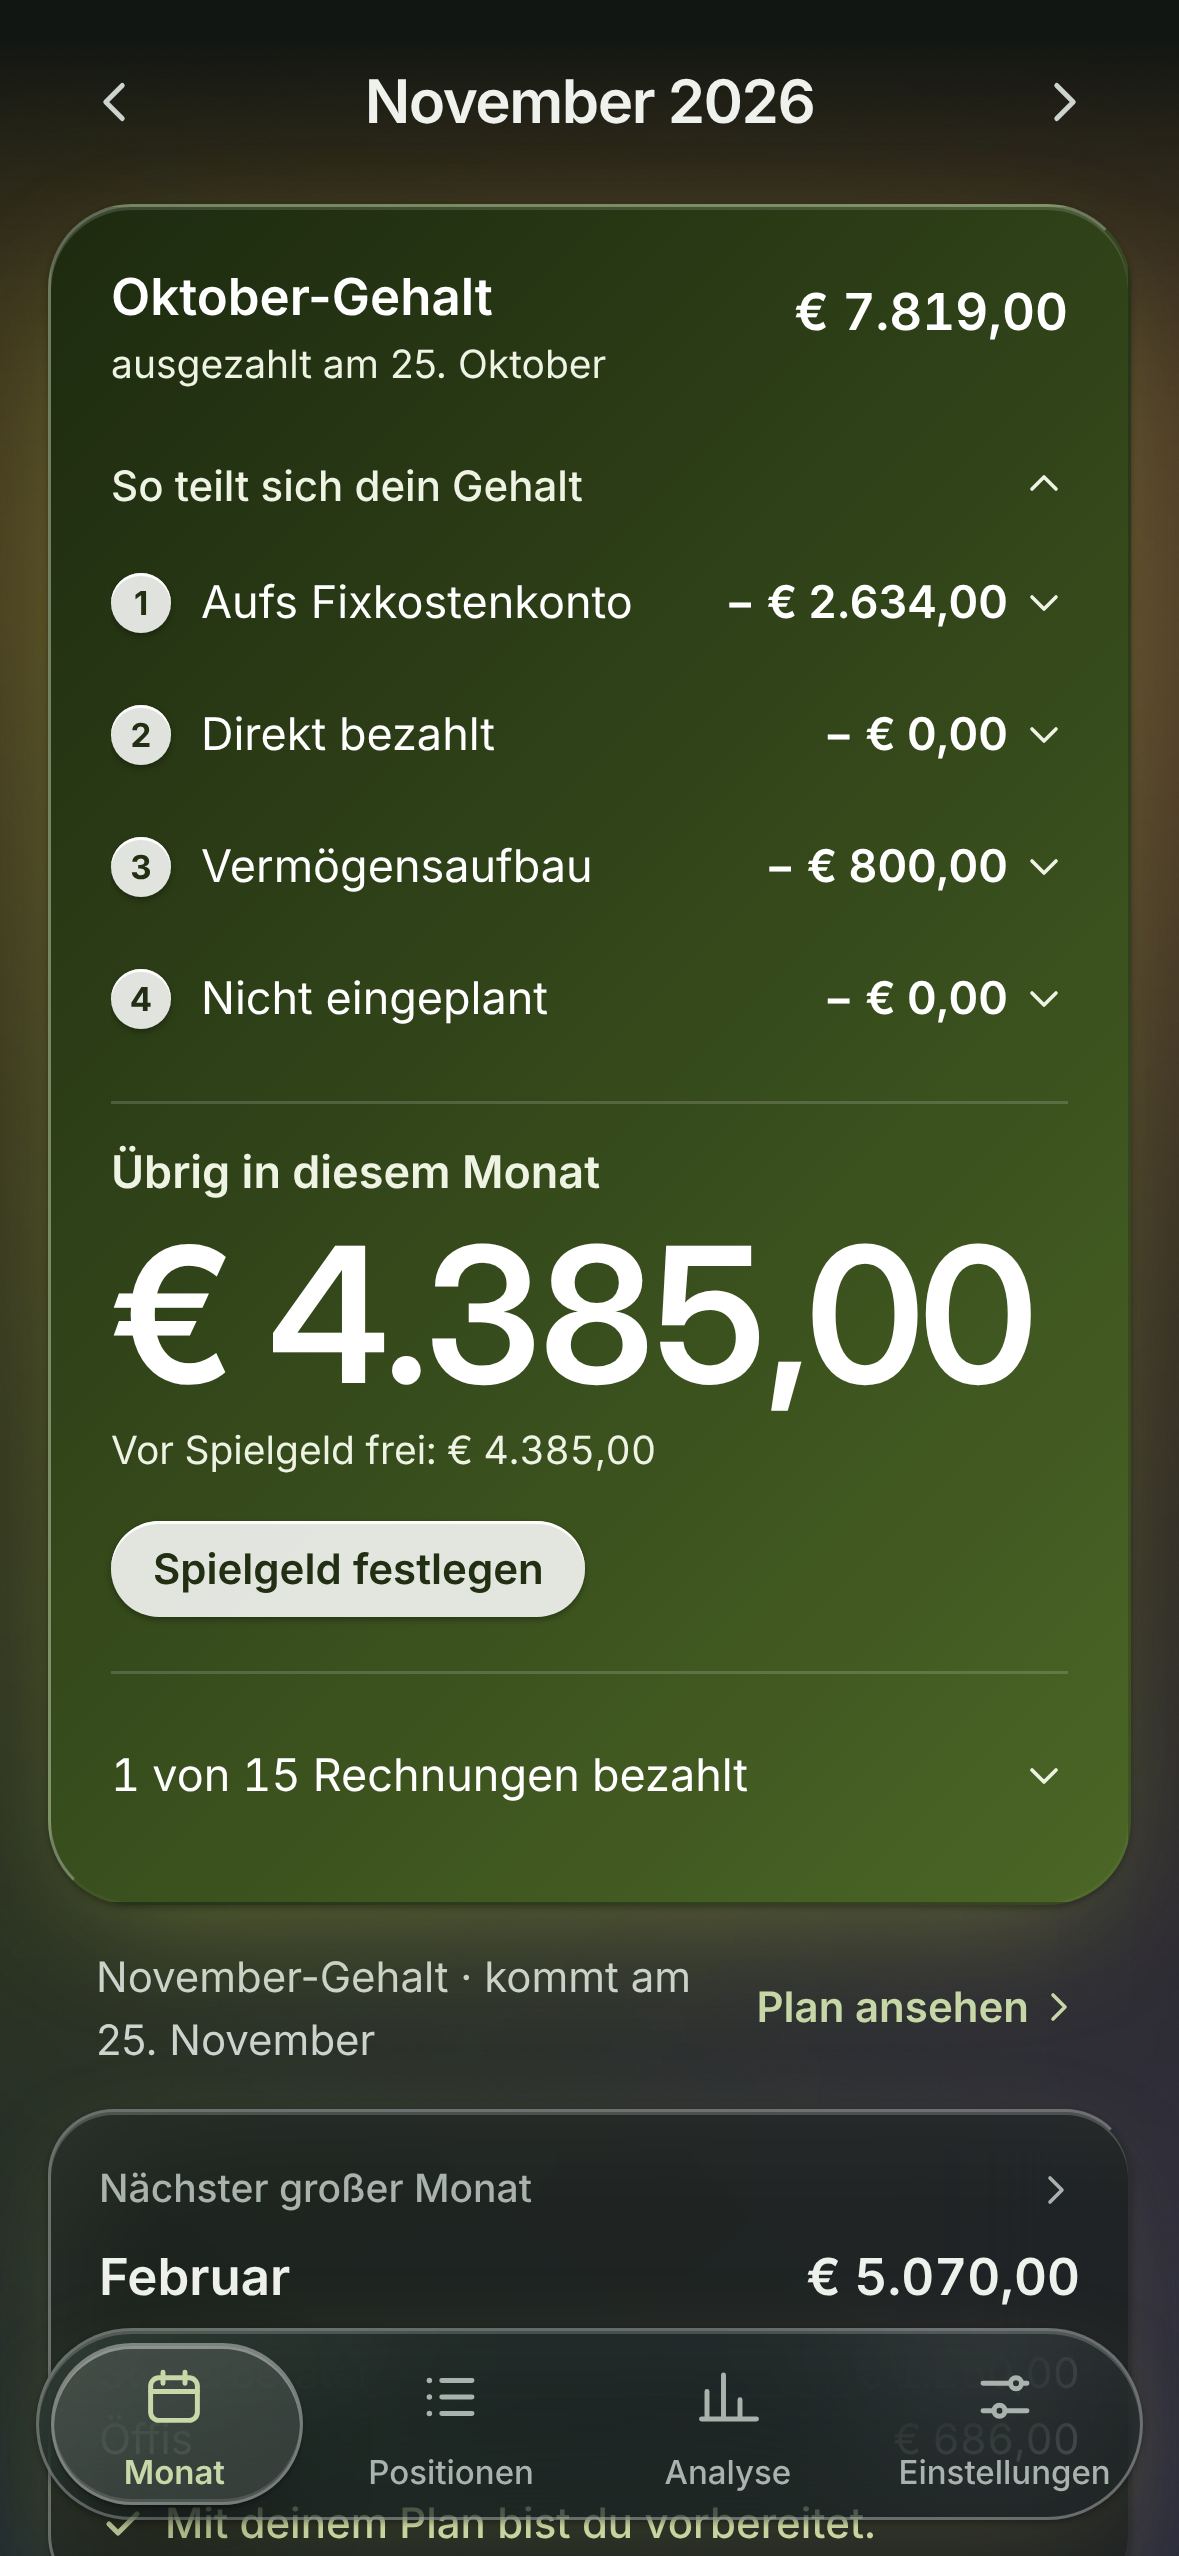 November 2026
Oktober-Gehalt
€ 7.819,00
ausgezahlt am 25. Oktober
So teilt sich dein Gehalt
1 Aufs Fixkostenkonto – € 2.634,00
2 Direkt bezahlt – € 0,00
3 Vermögensaufbau – € 800,00
4 Nicht eingeplant – € 0,00
Übrig in diesem Monat
€ 4.385,00
Vor Spielgeld frei: € 4.385,00
Spielgeld festlegen
1 von 15 Rechnungen bezahlt
November-Gehalt · kommt am
25. November
Plan ansehen
Nächster großer Monat
Februar € 5.070,00
Öffis € 686,00
Monat Positionen Analyse Einstellungen
Mit deinem Plan bist du vorbereitet.